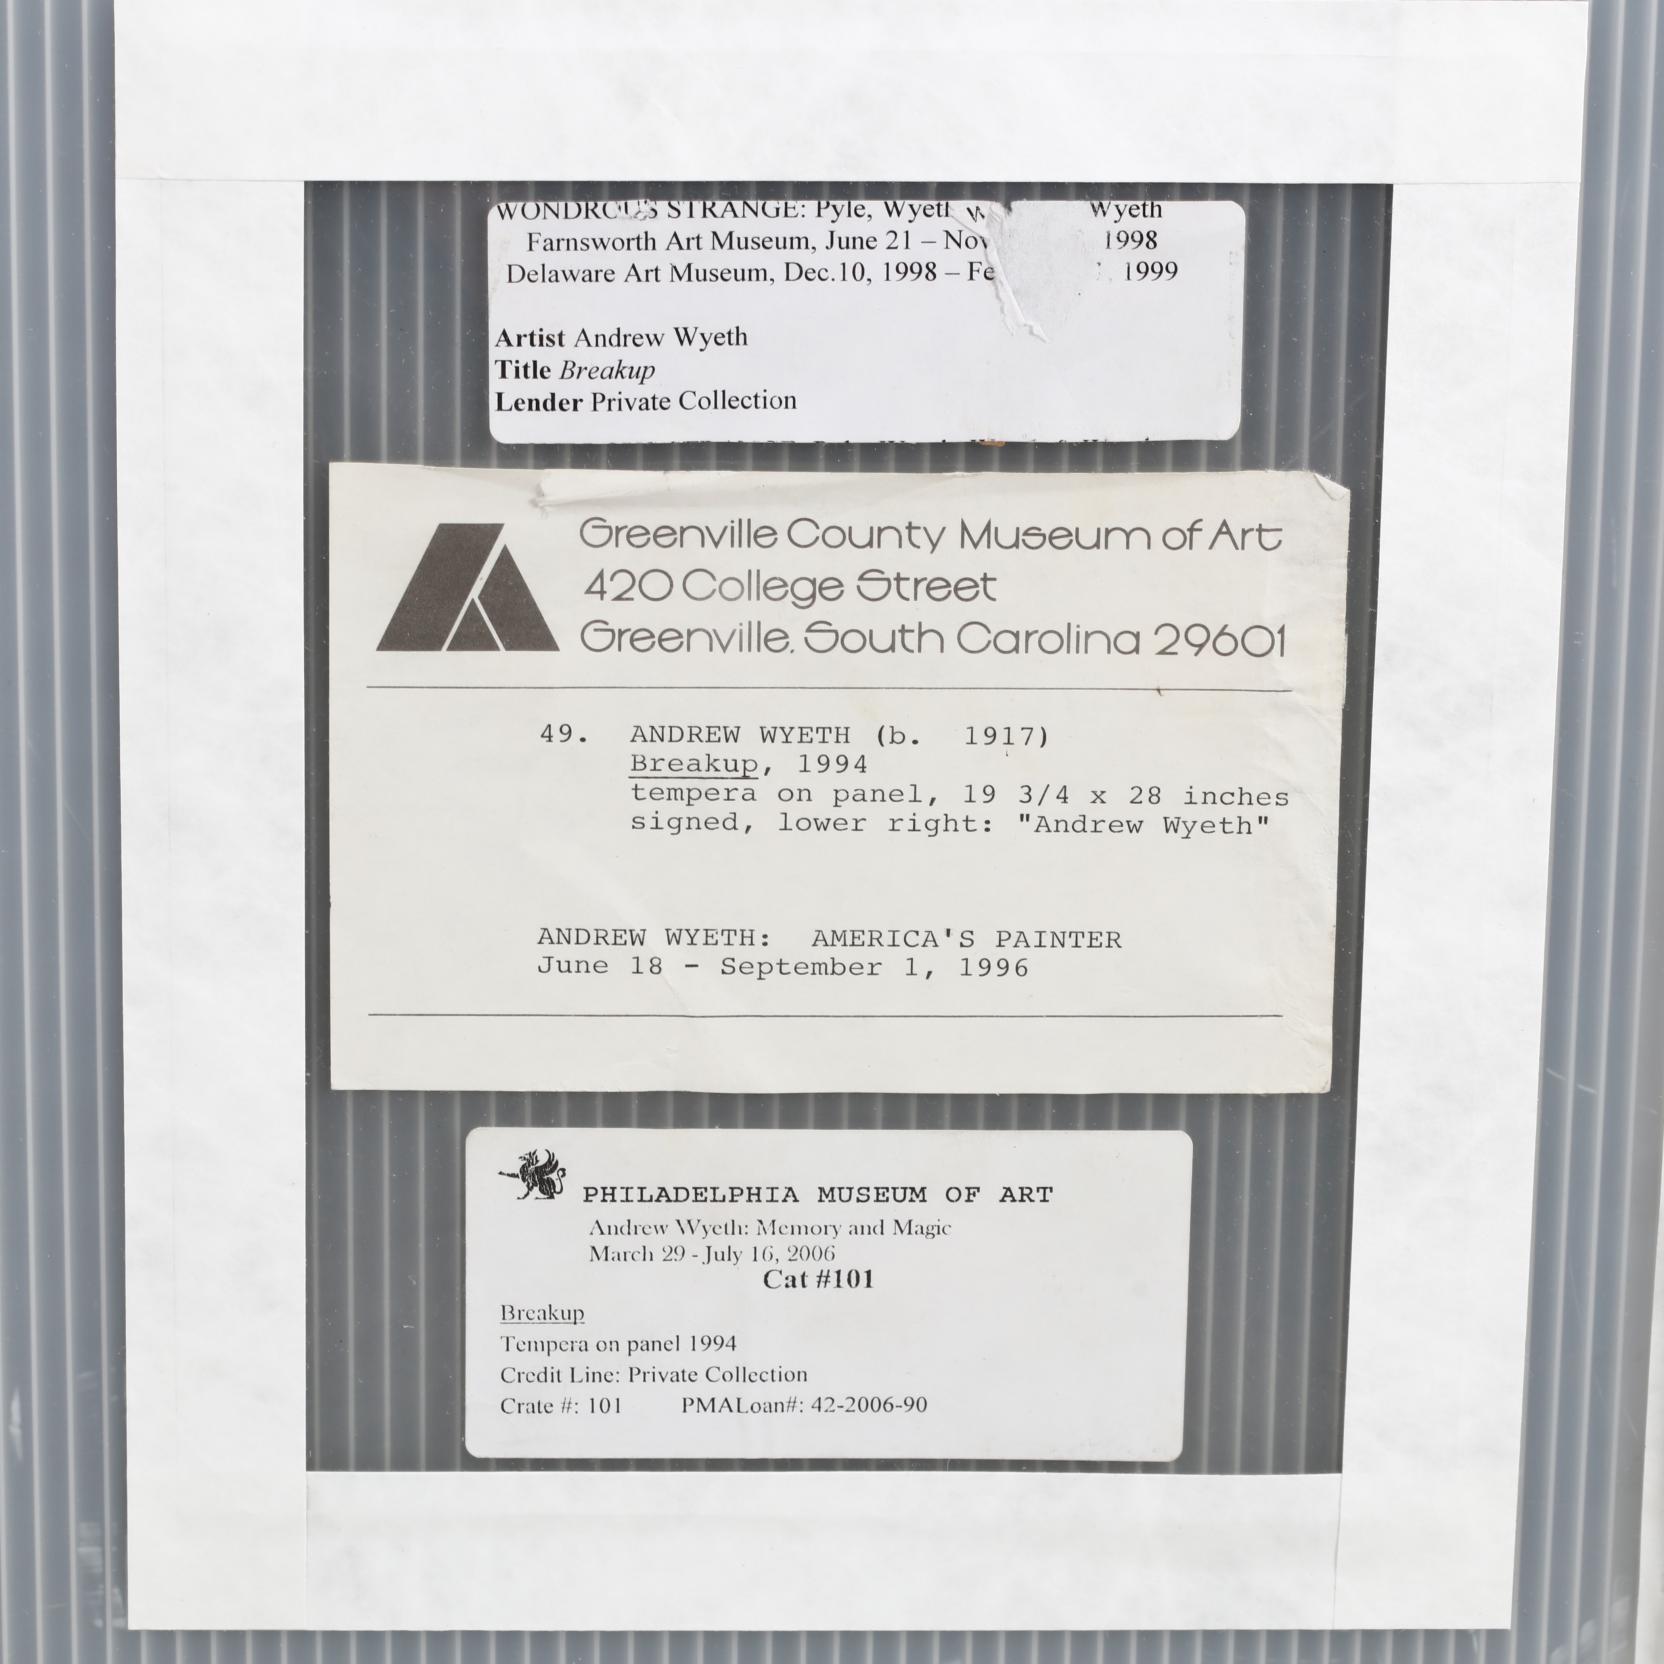 WONDROUS STRANGE: Pyle, Wyeth Wyeth
Farnsworth Art Museum, June 21 – Nov 1998
Delaware Art Museum, Dec.10, 1998 – Fe 1999
Artist Andrew Wyeth
Title Breakup
Lender Private Collection
Greenville County Museum of Art
420 College Street
Greenville, South Carolina 29601
49. ANDREW WYETH (b. 1917)
Breakup, 1994
tempera on panel, 19 3/4 x 28 inches
signed, lower right: "Andrew Wyeth"
ANDREW WYETH: AMERICA'S PAINTER
June 18 - September 1, 1996
PHILADELPHIA MUSEUM OF ART
Andrew Wyeth: Memory and Magic
March 29 - July 16, 2006
Cat #101
Breakup
Tempera on panel 1994
Credit Line: Private Collection
Crate #: 101 PMALoan#: 42-2006-90